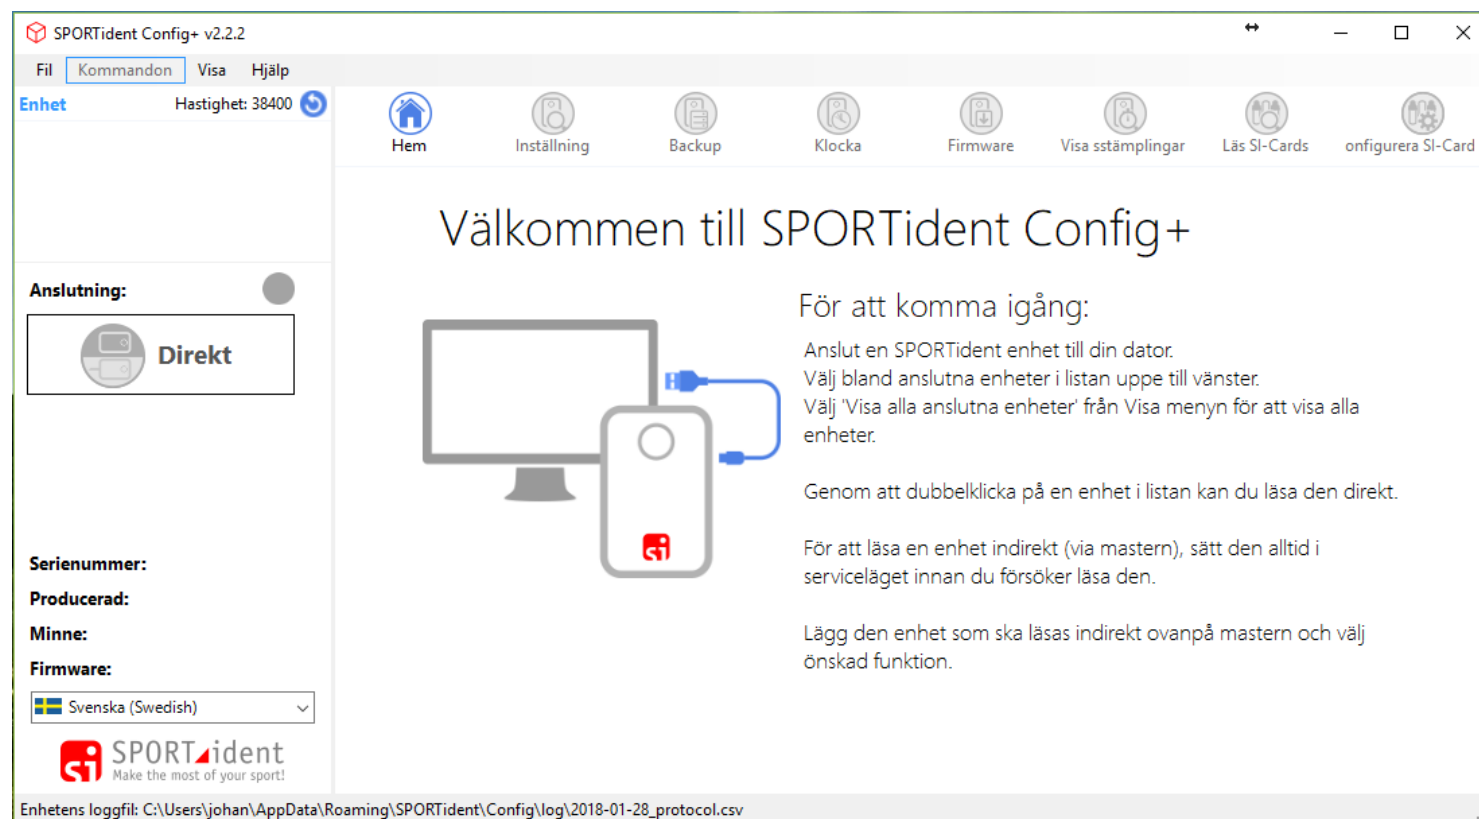 SPORTident Config+ v2.2.2
Fil Kommandon Visa Hjälp
Enhet Hastighet: 38400
Hem Inställning Backup Klocka Firmware Visa sstämplingar Läs SI-Cards onfigurera SI-Card
Välkommen till SPORTident Config+
Anslutning:
Direkt
För att komma igång:
Anslut en SPORTident enhet till din dator.
Välj bland anslutna enheter i listan uppe till vänster.
Välj 'Visa alla anslutna enheter' från Visa menyn för att visa alla
enheter.
Genom att dubbelklicka på en enhet i listan kan du läsa den direkt.
För att läsa en enhet indirekt (via mastern), sätt den alltid i
serviceläget innan du försöker läsa den.
Lägg den enhet som ska läsas indirekt ovanpå mastern och välj
önskad funktion.
si
Serienummer:
Producerad:
Minne:
Firmware:
Svenska (Swedish)
si SPORTident
Make the most of your sport!
Enhetens loggfil: C:\Users\johan\AppData\Roaming\SPORTident\Config\log\2018-01-28_protocol.csv